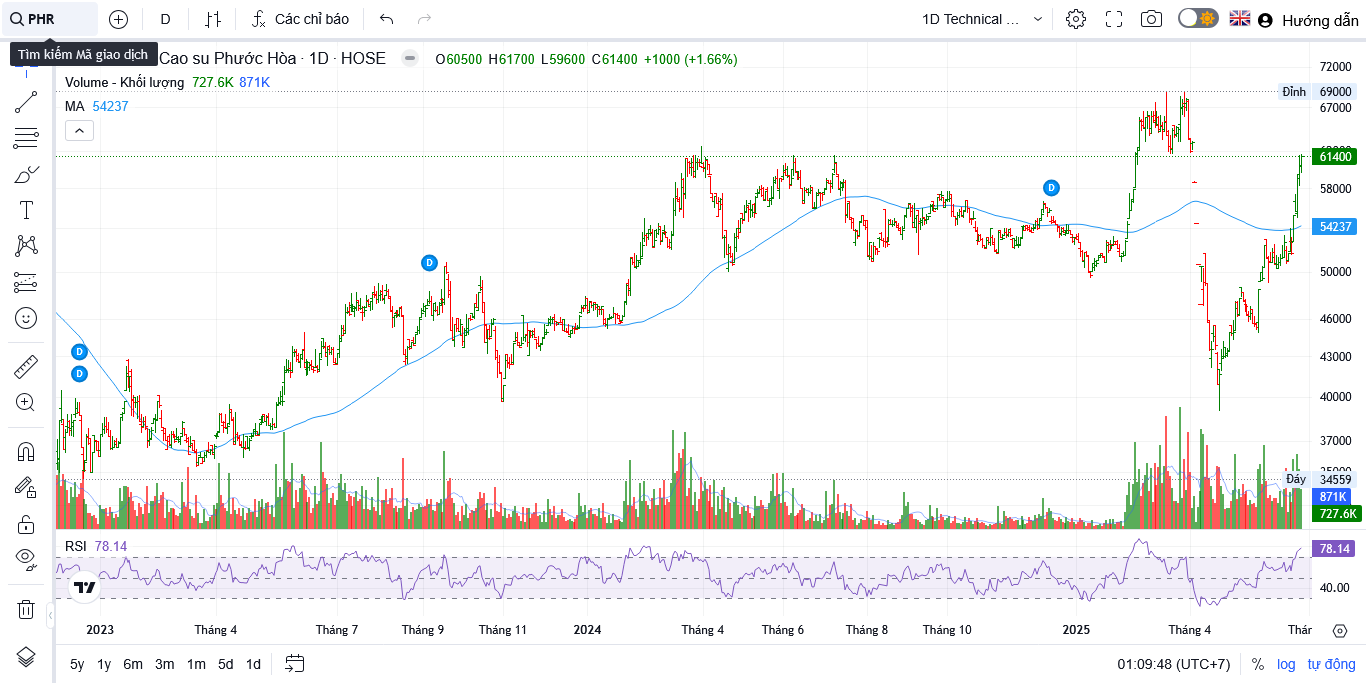 PHR D Các chỉ báo 1D Technical ... Hướng dẫn
Tìm kiếm Mã giao dịch
Cao su Phước Hòa · 1D · HOSE O60500 H61700 L59600 C61400 +1000 (+1.66%)
Volume - Khối lượng 727.6K 871K
MA 54237
72000
Đỉnh 69000
67000
61400
58000
54237
50000
46000
43000
40000
37000
35000
Đáy 34559
871K
727.6K
D
D
D
D
RSI 78.14
78.14
40.00
2023 Tháng 4 Tháng 7 Tháng 9 Tháng 11 2024 Tháng 4 Tháng 6 Tháng 8 Tháng 10 2025 Tháng 4 Thár
5y 1y 6m 3m 1m 5d 1d 01:09:48 (UTC+7) % log tự động